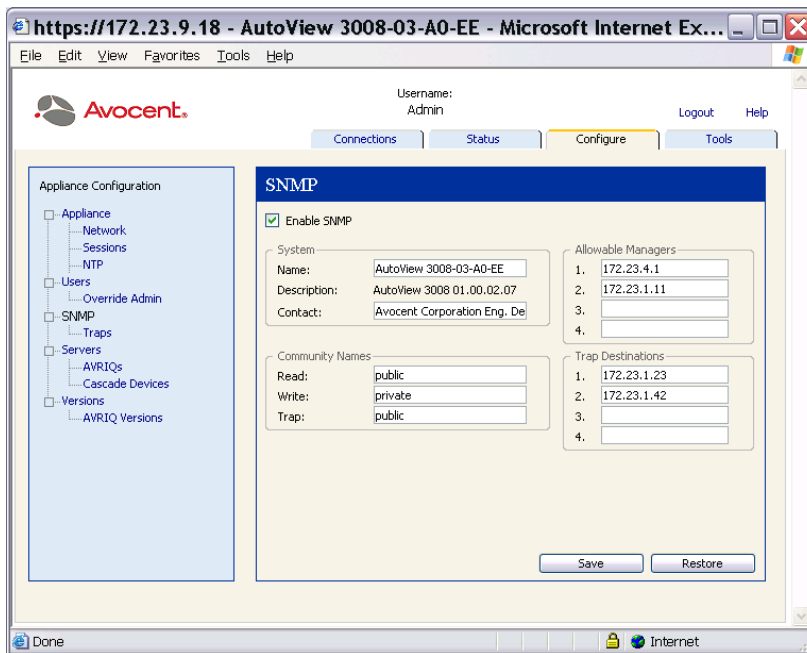 https://172.23.9.18 - AutoView 3008-03-A0-EE - Microsoft Internet Ex...
File Edit View Favorites Tools Help
Avocent.
Username:
Admin
Logout Help
Connections Status Configure Tools
Appliance Configuration
Appliance
Network
Sessions
NTP
Users
Override Admin
SNMP
Traps
Servers
AVRIQs
Cascade Devices
Versions
AVRIQ Versions
SNMP
Enable SNMP
System
Name: AutoView 3008-03-A0-EE
Description: AutoView 3008 01.00.02.07
Contact: Avocent Corporation Eng. De
Allowable Managers
1. 172.23.4.1
2. 172.23.1.11
3.
4.
Community Names
Read: public
Write: private
Trap: public
Trap Destinations
1. 172.23.1.23
2. 172.23.1.42
3.
4.
Save Restore
Done Internet